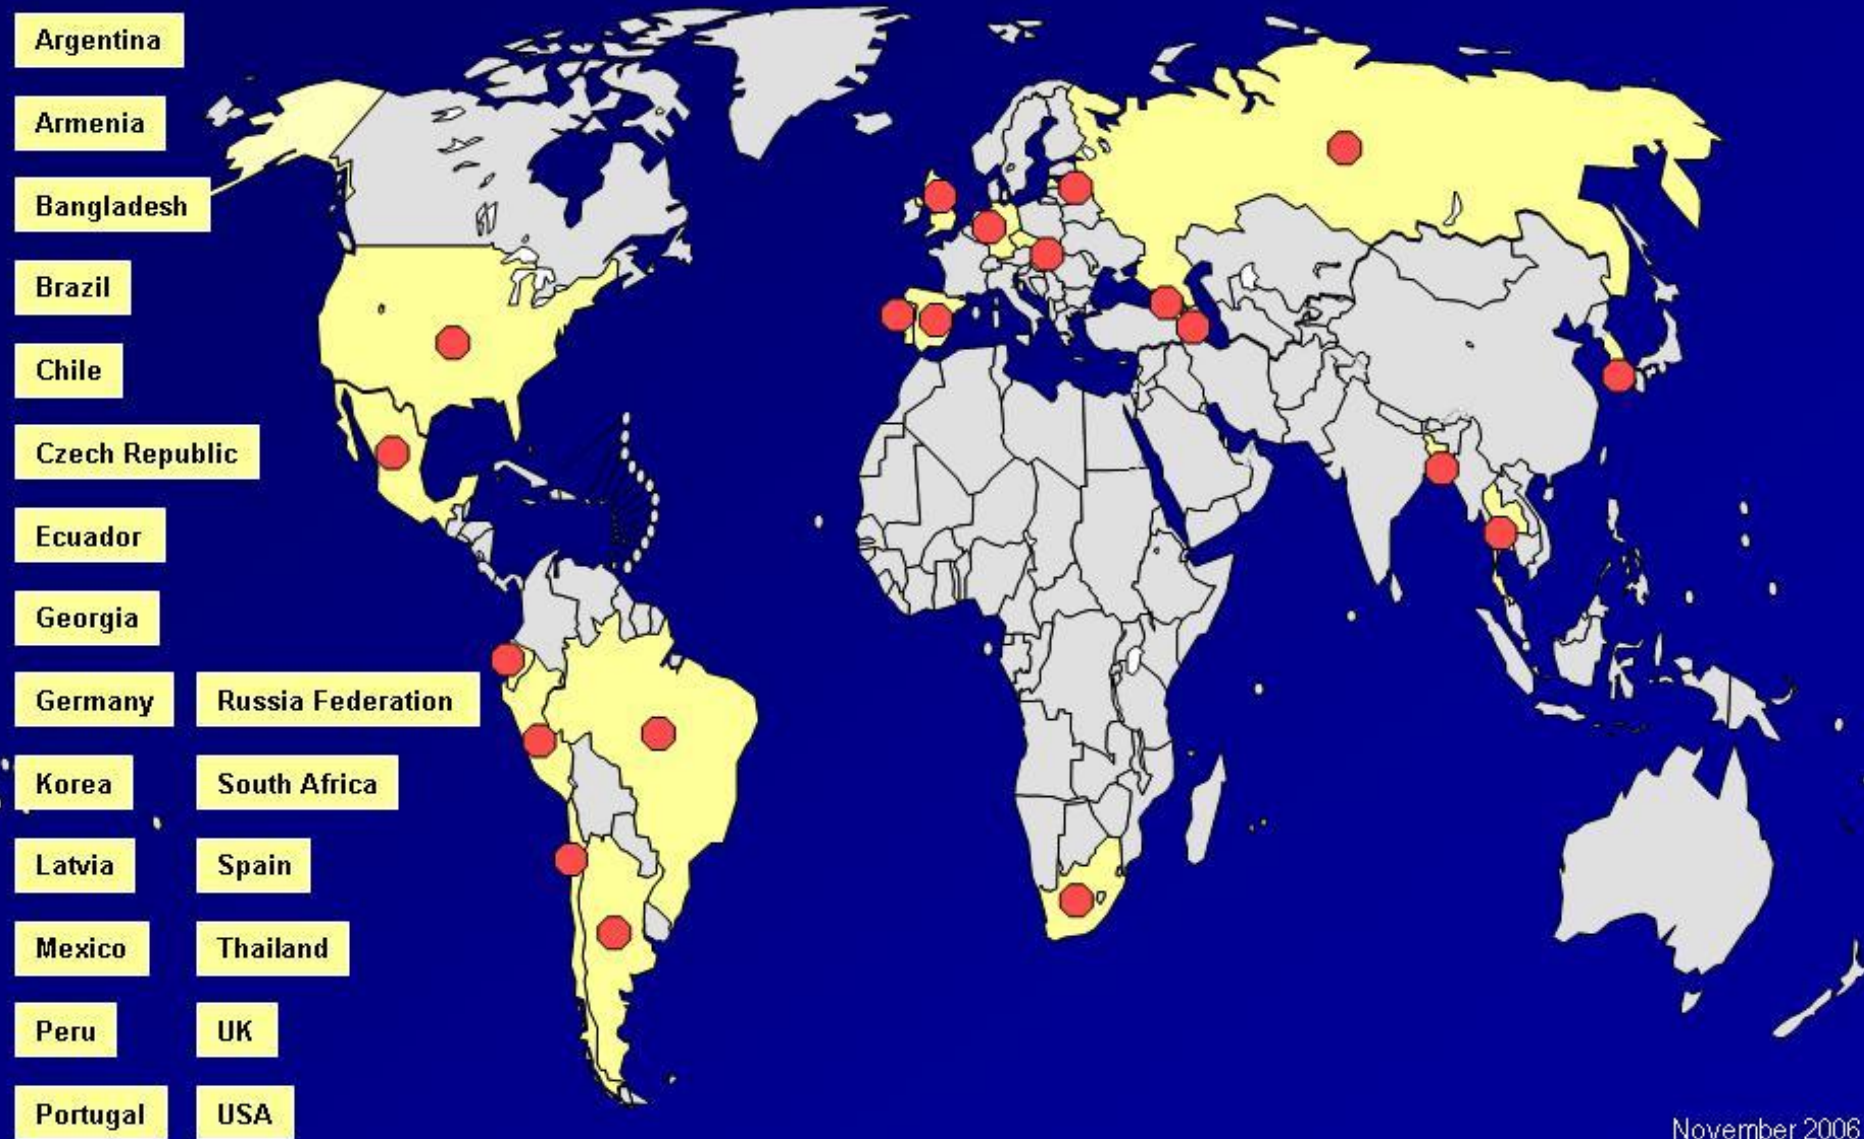 Argentina
Armenia
Bangladesh
Brazil
Chile
Czech Republic
Ecuador
Georgia
Germany
Korea
Latvia
Mexico
Peru
Portugal
Russia Federation
South Africa
Spain
Thailand
UK
USA
November 2006